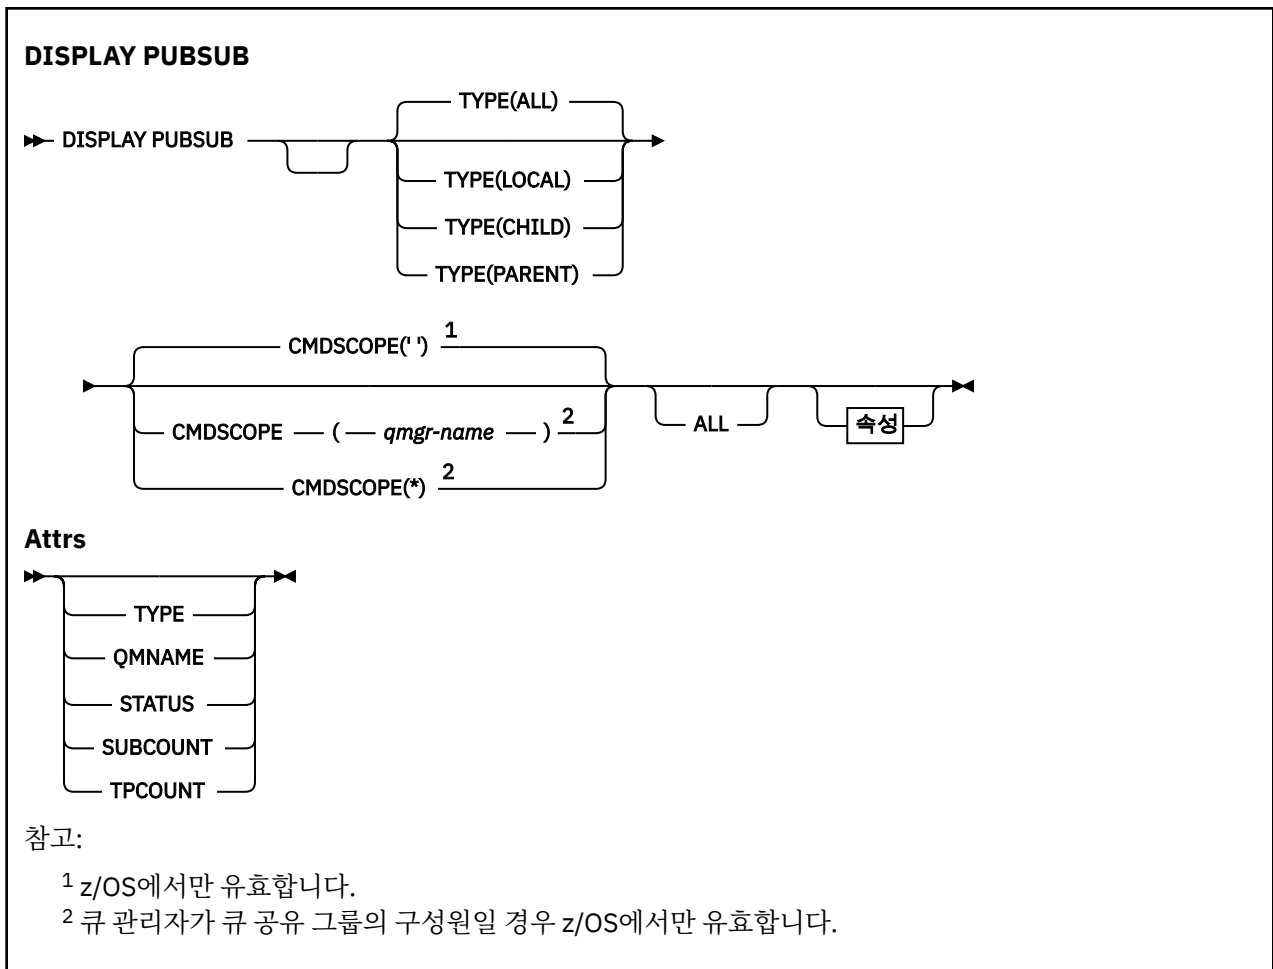 DISPLAY PUBSUB
TYPE(ALL)
DISPLAY PUBSUB
TYPE(LOCAL)
TYPE(CHILD)
TYPE(PARENT)
CMDSCOPE(' ') 1
CMDSCOPE ( qmgr-name ) 2
ALL
속성
CMDSCOPE(*) 2
Attrs
TYPE
QMNAME
STATUS
SUBCOUNT
TPCOUNT
참고:
1 z/OS에서만 유효합니다.
2 큐 관리자가 큐 공유 그룹의 구성원일 경우 z/OS에서만 유효합니다.